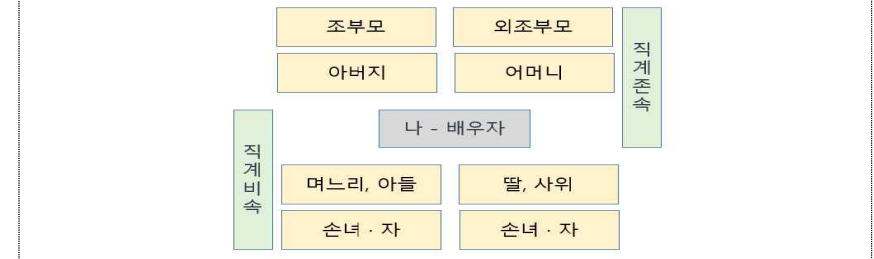 조부모 외조부모
아버지 어머니
직계존속
나 - 배우자
직계비속
며느리, 아들 딸, 사위
손녀 · 자 손녀 · 자